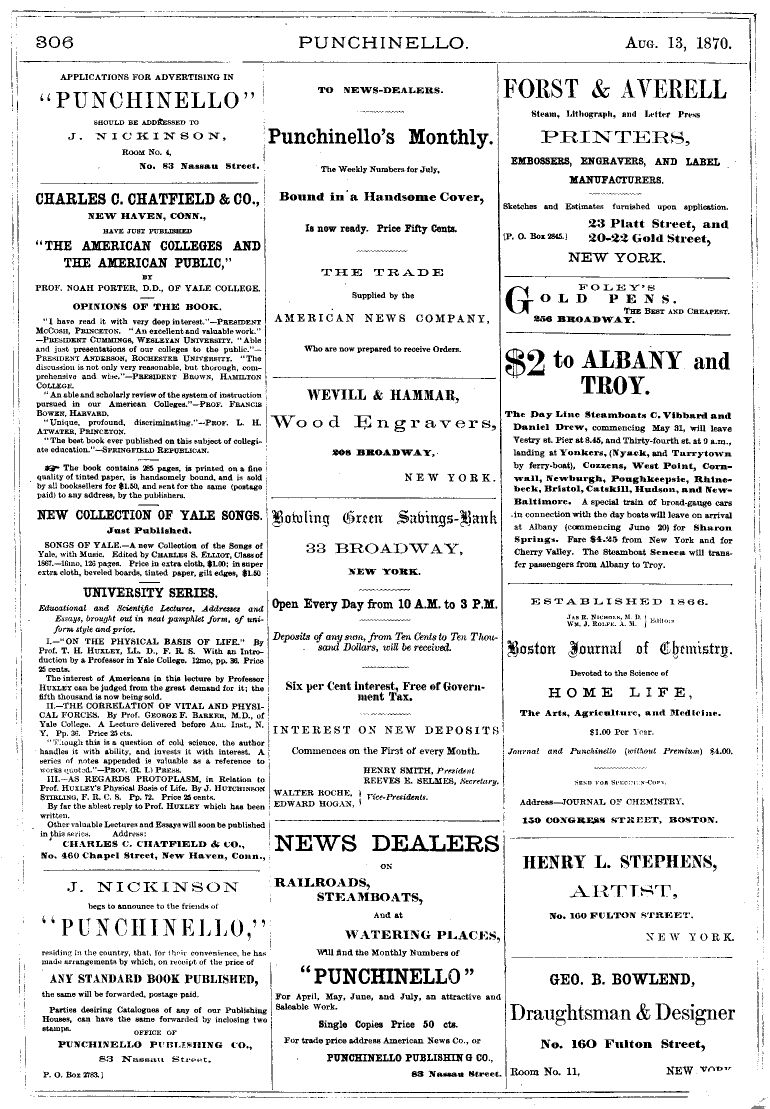 306
PUNCHINELLO.
AUG. 13, 1870.
APPLICATIONS FOR ADVERTISING IN
“PUNCHINELLO”
SHOULD BE ADDRESSED TO
J. NICKINSON,
ROOM NO. 4,
No. 83 Nassau Street.
CHARLES C. CHATFIELD & CO.,
NEW HAVEN, CONN.,
HAVE JUST PUBLISHED
“THE AMERICAN COLLEGES AND
THE AMERICAN PUBLIC,”
BY
PROF. NOAH PORTER, D.D., OF YALE COLLEGE.
OPINIONS OF THE BOOK.
“I have read it with very deep interest.”—PRESIDENT
MCCOSH, PRINCETON. “An excellent and valuable work.”
—PRESIDENT CUMMINGS, WESLEYAN UNIVERSITY. “Able
and just presentations of our colleges to the public.”—
PRESIDENT ANDERSON, ROCHESTER UNIVERSITY. “The
discussion is not only very reasonable, but thorough, com-
prehensive and wise.”—PRESIDENT BROWN, HAMILTON
COLLEGE.
“An able and scholarly review of the system of instruction
pursued in our American Colleges.”—PROF. FRANCIS
BOWEN, HARVARD.
“Unique, profound, discriminating.”—PROF. L. H.
ATWATER, PRINCETON.
“The best book ever published on this subject of collegi-
ate education.”—SPRINGFIELD REPUBLICAN.
☞ The book contains 285 pages, is printed on a fine
quality of tinted paper, is handsomely bound, and is sold
by all booksellers for $1.50, and sent for the same (postage
paid) to any address, by the publishers.
NEW COLLECTION OF YALE SONGS.
Just Published.
SONGS OF YALE.—A new Collection of the Songs of
Yale, with Music. Edited by CHARLES S. ELLIOT, Class of
1867.—16mo, 126 pages. Price in extra cloth, $1.00; in super
extra cloth, beveled boards, tinted paper, gilt edges, $1.50
UNIVERSITY SERIES.
Educational and Scientific Lectures, Addresses and
Essays, brought out in neat pamphlet form, of uni-
form style and price.
I.—“ON THE PHYSICAL BASIS OF LIFE.” By
Prof. T. H. HUXLEY, LL. D., F. R. S. With an Intro-
duction by a Professor in Yale College. 12mo, pp. 36. Price
25 cents.
The interest of Americans in this lecture by Professor
HUXLEY can be judged from the great demand for it; the
fifth thousand is now being sold.
II.—THE CORRELATION OF VITAL AND PHYSI-
CAL FORCES. By Prof. GEORGE F. BARKER, M.D., of
Yale College. A Lecture delivered before Am. Inst., N.
Y. Pp. 36. Price 25 cts.
“Though this is a question of cold science, the author
handles it with ability, and invests it with interest. A
series of notes appended is valuable as a reference to
works quoted.”—PROV. (R. I.) PRESS.
III.—AS REGARDS PROTOPLASM, in Relation to
Prof. HUXLEY'S Physical Basis of Life. By J. HUTCHINSON
STIRLING, F. R. C. S. Pp. 72. Price 25 cents.
By far the ablest reply to Prof. HUXLEY which has been
written.
Other valuable Lectures and Essays will soon be published
in this series. Address:
CHARLES C. CHATFIELD & CO.,
No. 460 Chapel Street, New Haven, Conn.,
J. NICKINSON
begs to announce to the friends of
“PUNCHINELLO,”
residing in the country, that, for their convenience, he has
made arrangements by which, on receipt of the price of
ANY STANDARD BOOK PUBLISHED,
the same will be forwarded, postage paid.
Parties desiring Catalogues of any of our Publishing
Houses, can have the same forwarded by inclosing two
stamps.
OFFICE OF
PUNCHINELLO PUBLISHING CO.,
83 Nassau Street.
P. O. Box 2783.]
TO NEWS-DEALERS.
Punchinello's Monthly.
The Weekly Numbers for July,
Bound in a Handsome Cover,
Is now ready. Price Fifty Cents.
THE TRADE
Supplied by the
AMERICAN NEWS COMPANY,
Who are now prepared to receive Orders.
WEVILL & HAMMAR,
Wood Engravers,
208 BROADWAY,
NEW YORK.
Bowling Green Savings-Bank
33 BROADWAY,
NEW YORK.
Open Every Day from 10 A.M. to 3 P.M.
Deposits of any sum, from Ten Cents to Ten Thou-
sand Dollars, will be received.
Six per Cent interest, Free of Govern-
ment Tax.
INTEREST ON NEW DEPOSITS
Commences on the First of every Month.
HENRY SMITH, President
REEVES E. SELMES, Secretary.
WALTER ROCHE, }
EDWARD HOGAN, } Vice-Presidents.
NEWS DEALERS
ON
RAILROADS,
STEAMBOATS,
And at
WATERING PLACES,
Will find the Monthly Numbers of
“PUNCHINELLO”
For April, May, June, and July, an attractive and
Saleable Work.
Single Copies Price 50 cts.
For trade price address American News Co., or
PUNCHINELLO PUBLISHING CO.,
83 Nassau Street.
FORST & AVERELL
Steam, Lithograph, and Letter Press
PRINTERS,
EMBOSSERS, ENGRAVERS, AND LABEL
MANUFACTURERS.
Sketches and Estimates furnished upon application.
23 Platt Street, and
[P. O. Box 2845.] 20-22 Gold Street,
NEW YORK.
FOLEY'S
GOLD PENS.
THE BEST AND CHEAPEST.
256 BROADWAY.
$2 to ALBANY and
TROY.
The Day Line Steamboats C. Vibbard and
Daniel Drew, commencing May 31, will leave
Vestry st. Pier at 8.45, and Thirty-fourth st. at 9 a.m.,
landing at Yonkers, (Nyack, and Tarrytown
by ferry-boat), Cozzens, West Point, Corn-
wall, Newburgh, Poughkeepsie, Rhine-
beck, Bristol, Catskill, Hudson, and New-
Baltimore. A special train of broad-gauge cars
in connection with the day boats will leave on arrival
at Albany (commencing June 20) for Sharon
Springs. Fare $4.25 from New York and for
Cherry Valley. The Steamboat Seneca will trans-
fer passengers from Albany to Troy.
ESTABLISHED 1866.
JAS R. NICHOLS, M. D. }
WM. J. ROLFE, A. M. } Editors
Boston Journal of Chemistry.
Devoted to the Science of
HOME LIFE,
The Arts, Agriculture, and Medicine.
$1.00 Per Year.
Journal and Punchinello (without Premium) $4.00.
SEND FOR SPECIMEN-COPY.
Address—JOURNAL OF CHEMISTRY,
150 CONGRESS STREET, BOSTON.
HENRY L. STEPHENS,
ARTIST,
No. 160 FULTON STREET.
NEW YORK.
GEO. B. BOWLEND,
Draughtsman & Designer
No. 160 Fulton Street,
Room No. 11, NEW YORK